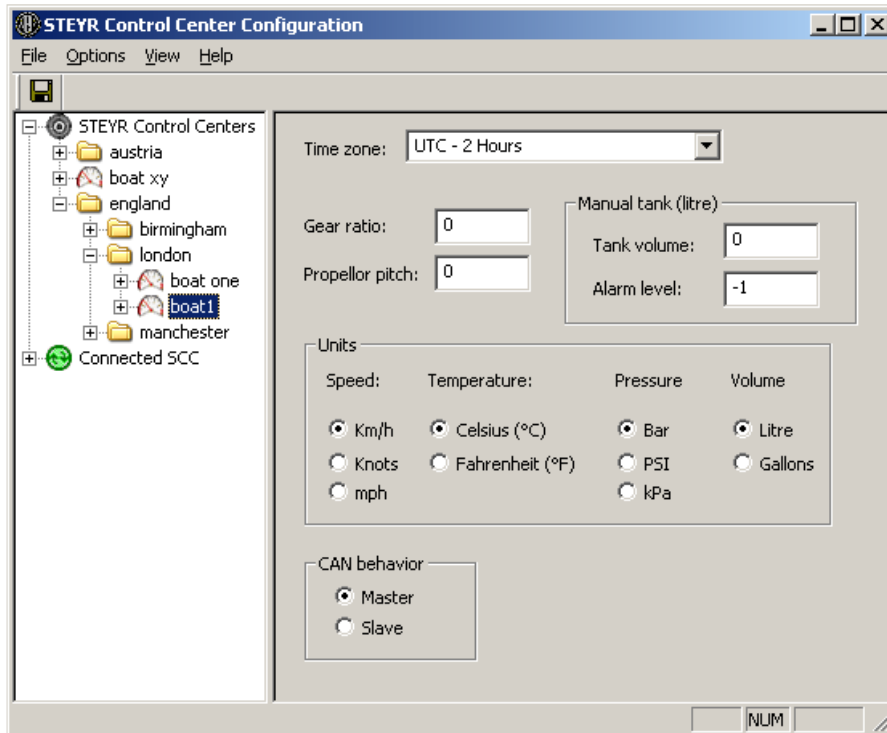 STEYR Control Center Configuration
File Options View Help
STEYR Control Centers
austria
boat xy
england
birmingham
london
boat one
boat1
manchester
Connected SCC
Time zone: UTC - 2 Hours
Gear ratio: 0
Propellor pitch: 0
Manual tank (litre)
Tank volume: 0
Alarm level: -1
Units
Speed: Temperature: Pressure Volume
Km/h Celsius (°C) Bar Litre
Knots Fahrenheit (°F) PSI Gallons
mph kPa
CAN behavior
Master
Slave
NUM